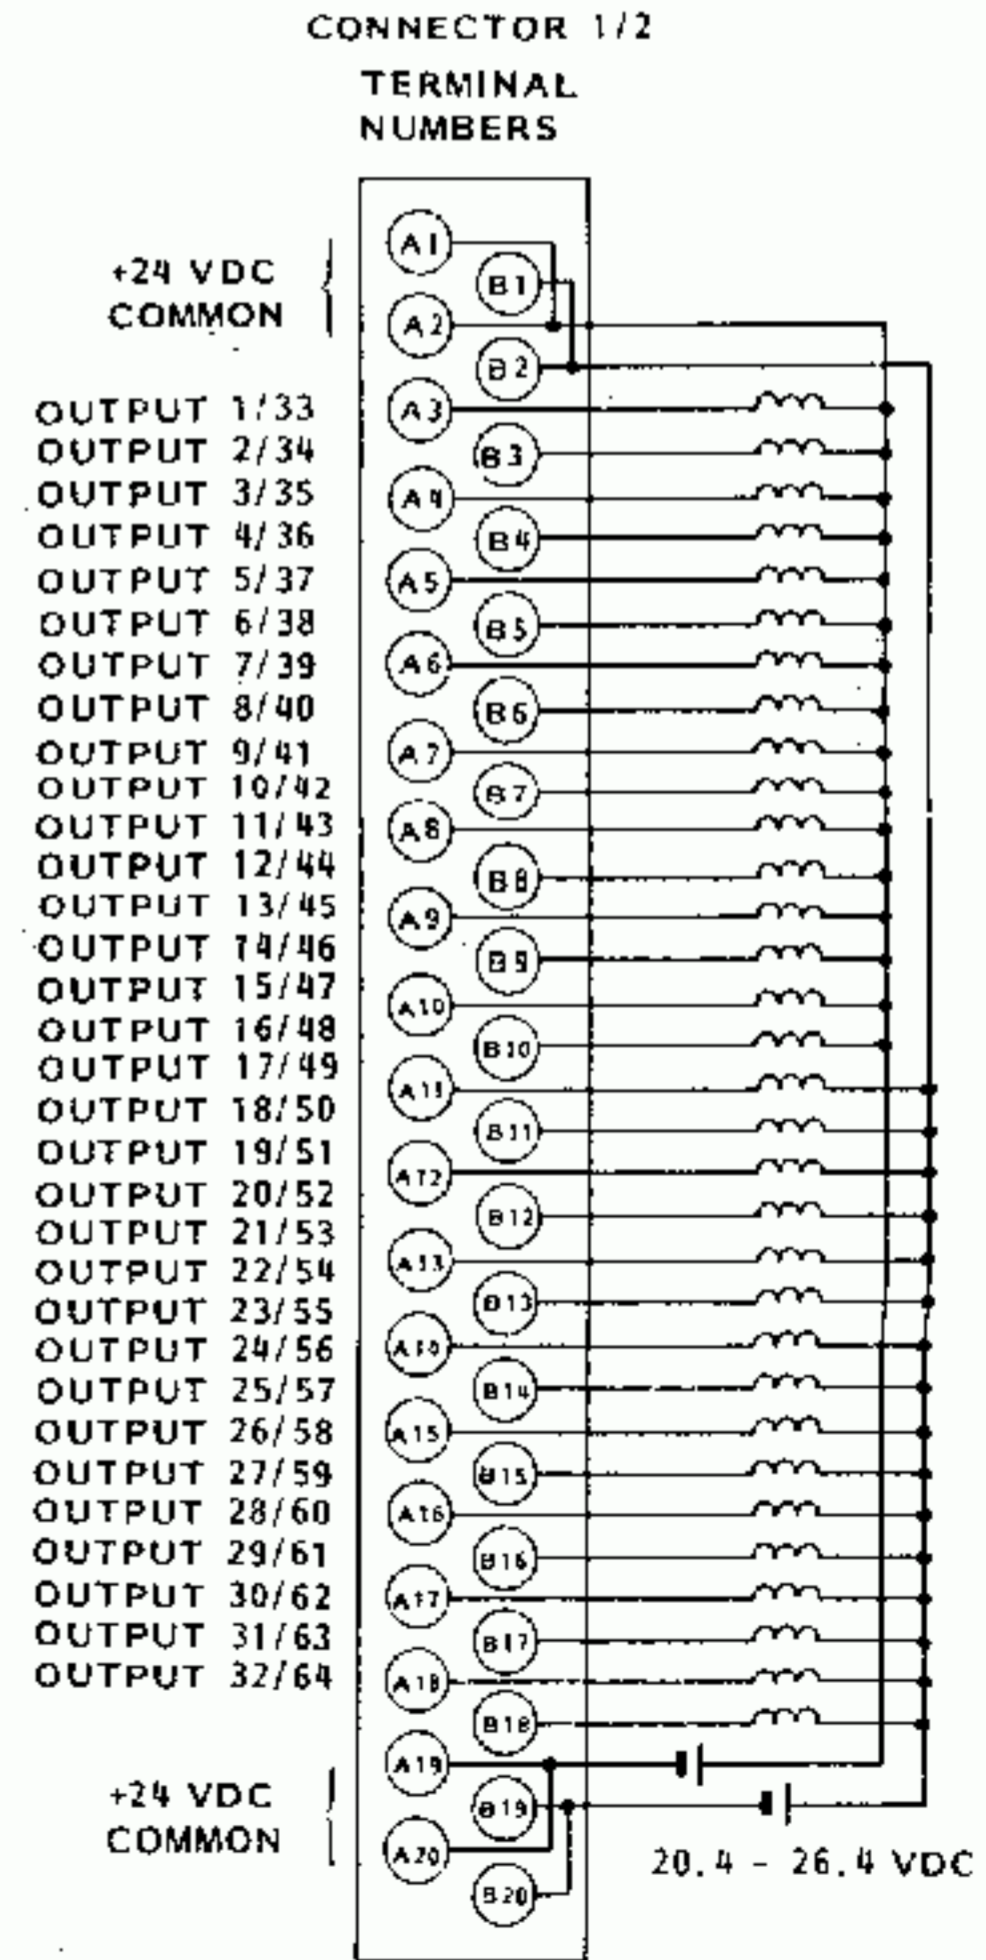 CONNECTOR 1/2
TERMINAL
NUMBERS
A1
+24 VDC
B1
COMMON
A2
B2
OUTPUT 1/33
A3
OUTPUT 2/34
B3
OUTPUT 3/35
A4
OUTPUT 4/36
B4
OUTPUT 5/37
A5
OUTPUT 6/38
B5
OUTPUT 7/39
A6
OUTPUT 8/40
B6
OUTPUT 9/41
A7
OUTPUT 10/42
B7
OUTPUT 11/43
A8
OUTPUT 12/44
B8
OUTPUT 13/45
A9
OUTPUT 14/46
B9
OUTPUT 15/47
A10
OUTPUT 16/48
B10
OUTPUT 17/49
A11
OUTPUT 18/50
B11
OUTPUT 19/51
A12
OUTPUT 20/52
B12
OUTPUT 21/53
A13
OUTPUT 22/54
B13
OUTPUT 23/55
OUTPUT 24/56
B14
OUTPUT 25/57
A15
OUTPUT 26/58
B15
OUTPUT 27/59
A16
OUTPUT 28/60
B16
OUTPUT 29/61
A17
OUTPUT 30/62
B17
OUTPUT 31/63
A18
OUTPUT 32/64
B18
A19
+24 VDC
B19
COMMON
A20
B20
20.4 - 26.4 VDC